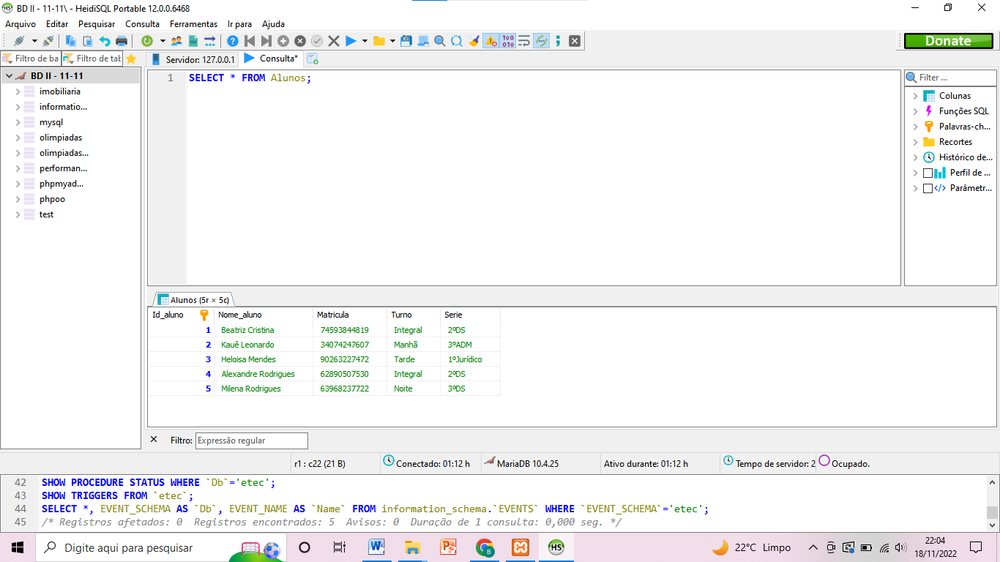 BD II - 11-11\ - HeidiSQL Portable 12.0.0.6468
Arquivo Editar Pesquisar Consulta Ferramentas Ir para Ajuda
Donate
Filtro de ba Filtro de tab Servidor: 127.0.0.1 Consulta*
BD II - 11-11
imobiliaria
informatio...
mysql
olimpiadas
olimpiadas...
performan...
phpmyad...
phpoo
test
1 SELECT * FROM Alunos;
Filter ...
Colunas
Funções SQL
Palavras-ch...
Recortes
Histórico de...
Perfil de ...
Parâmetr...
Alunos (5r × 5c)
Id_aluno Nome_aluno Matricula Turno Serie
1 Beatriz Cristina 74593844819 Integral 2ºDS
2 Kauê Leonardo 34074247607 Manhã 3ºADM
3 Heloisa Mendes 90263227472 Tarde 1ºJurídico
4 Alexandre Rodrigues 62890507530 Integral 2ºDS
5 Milena Rodrigues 63968237722 Noite 3ºDS
Filtro: Expressão regular
r1 : c22 (21 B) Conectado: 01:12 h MariaDB 10.4.25 Ativo durante: 01:12 h Tempo de servidor: 2 Ocupado.
42 SHOW PROCEDURE STATUS WHERE `Db`='etec';
43 SHOW TRIGGERS FROM `etec`;
44 SELECT *, EVENT_SCHEMA AS `Db`, EVENT_NAME AS `Name` FROM information_schema.`EVENTS` WHERE `EVENT_SCHEMA`='etec';
45 /* Registros afetados: 0 Registros encontrados: 5 Avisos: 0 Duração de 1 consulta: 0,000 seg. */
Digite aqui para pesquisar
22°C Limpo
22:04
18/11/2022